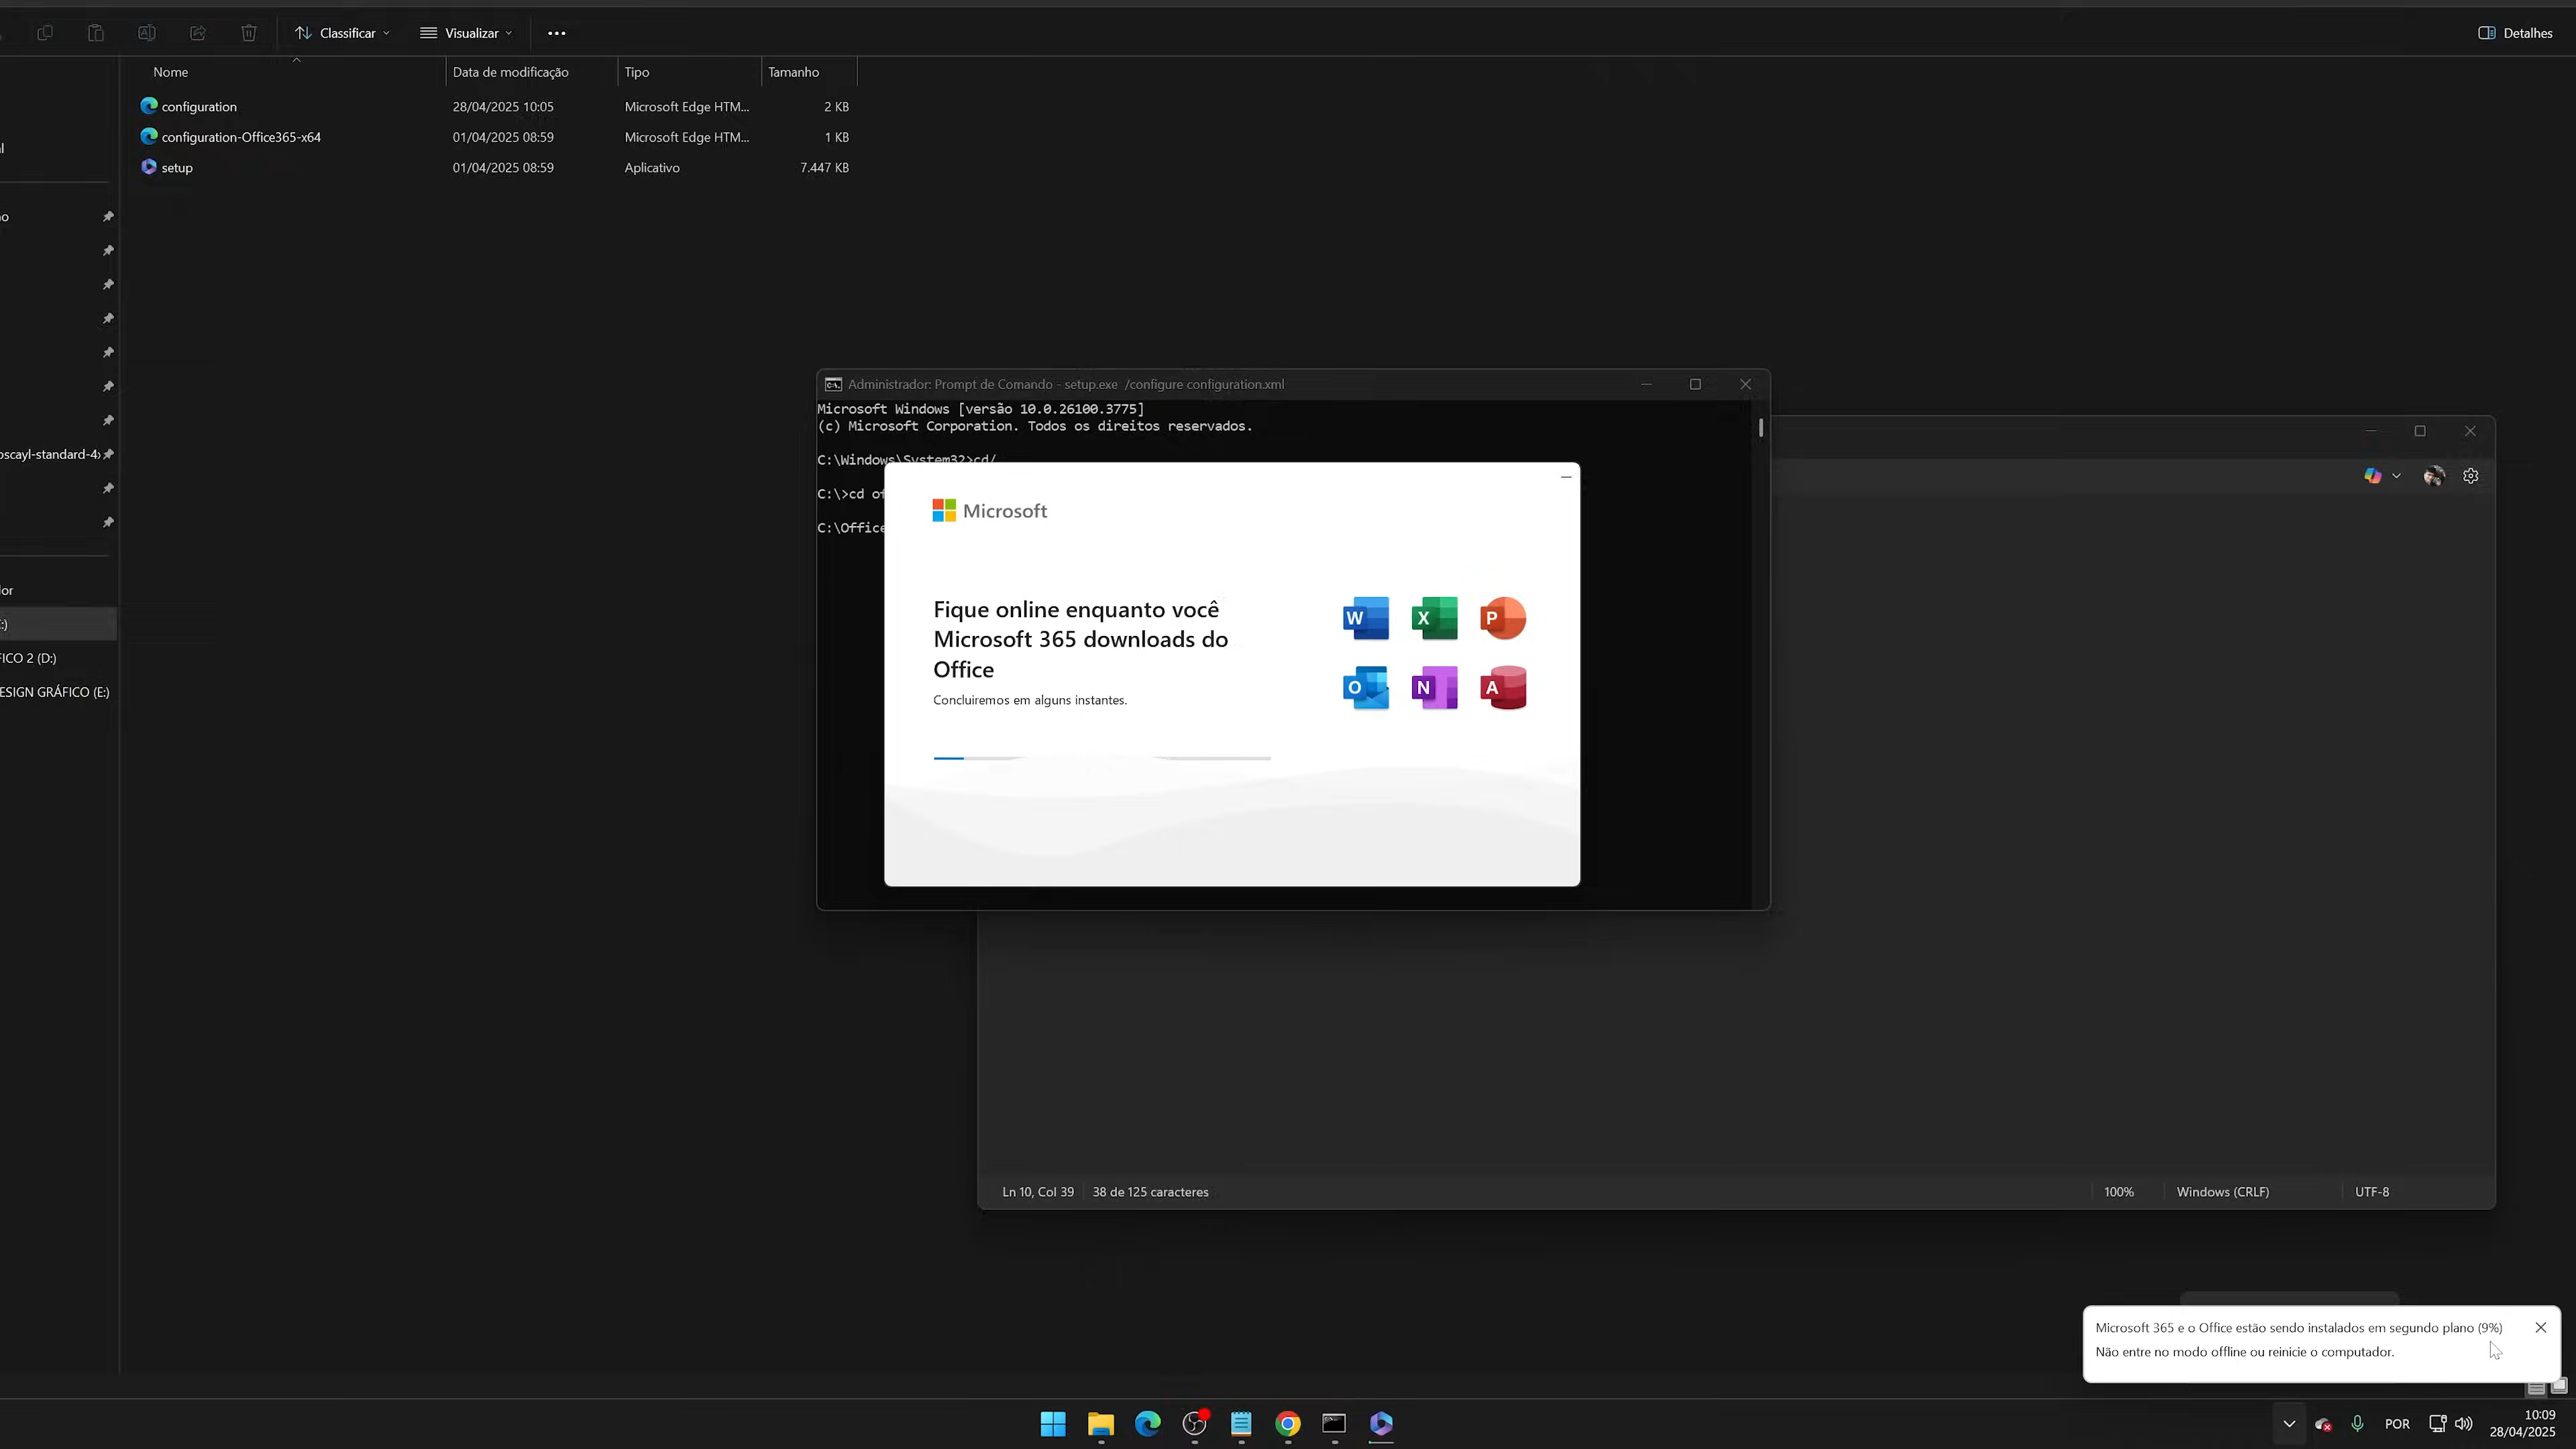 Classificar
Visualizar
Detalhes
Nome
Data de modificação
Tipo
Tamanho
configuration
28/04/2025 10:05
Microsoft Edge HTM...
2 KB
configuration-Office365-x64
01/04/2025 08:59
Microsoft Edge HTM...
1 KB
setup
01/04/2025 08:59
Aplicativo
7.447 KB
oscayl-standard-4x
FICO 2 (D:)
ESIGN GRÁFICO (E:)
Administrador: Prompt de Comando - setup.exe /configure configuration.xml
Microsoft Windows [versão 10.0.26100.3775]
(c) Microsoft Corporation. Todos os direitos reservados.
C:\Windows\System32>cd/
C:\>cd of
C:\Office
Microsoft
Fique online enquanto você
Microsoft 365 downloads do
Office
Concluiremos em alguns instantes.
W
X
P
O
N
A
Ln 10, Col 39
38 de 125 caracteres
100%
Windows (CRLF)
UTF-8
Microsoft 365 e o Office estão sendo instalados em segundo plano (9%)
Não entre no modo offline ou reinicie o computador.
POR
10:09
28/04/2025